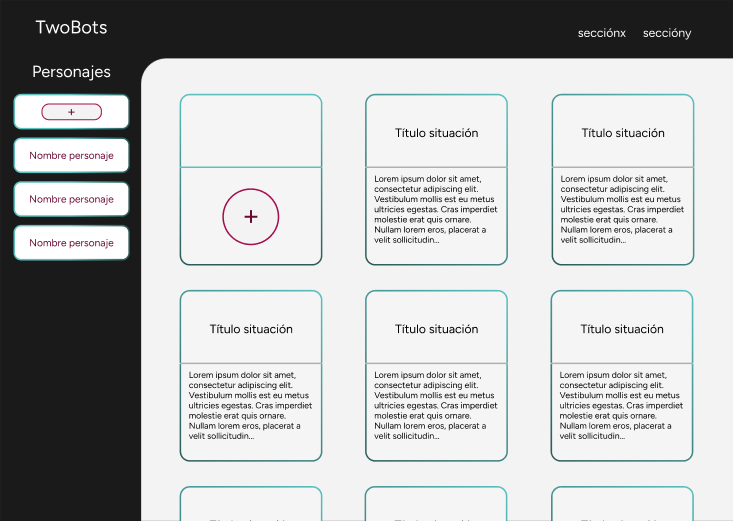 TwoBots
secciónx
seccióny
Personajes
+
Nombre personaje
Nombre personaje
Nombre personaje
+
Título situación
Lorem ipsum dolor sit amet,
consectetur adipiscing elit.
Vestibulum mollis est eu metus
ultricies egestas. Cras imperdiet
molestie erat quis ornare.
Nullam lorem eros, placerat a
velit sollicitudin...
Título situación
Lorem ipsum dolor sit amet,
consectetur adipiscing elit.
Vestibulum mollis est eu metus
ultricies egestas. Cras imperdiet
molestie erat quis ornare.
Nullam lorem eros, placerat a
velit sollicitudin...
Título situación
Lorem ipsum dolor sit amet,
consectetur adipiscing elit.
Vestibulum mollis est eu metus
ultricies egestas. Cras imperdiet
molestie erat quis ornare.
Nullam lorem eros, placerat a
velit sollicitudin...
Título situación
Lorem ipsum dolor sit amet,
consectetur adipiscing elit.
Vestibulum mollis est eu metus
ultricies egestas. Cras imperdiet
molestie erat quis ornare.
Nullam lorem eros, placerat a
velit sollicitudin...
Título situación
Lorem ipsum dolor sit amet,
consectetur adipiscing elit.
Vestibulum mollis est eu metus
ultricies egestas. Cras imperdiet
molestie erat quis ornare.
Nullam lorem eros, placerat a
velit sollicitudin...